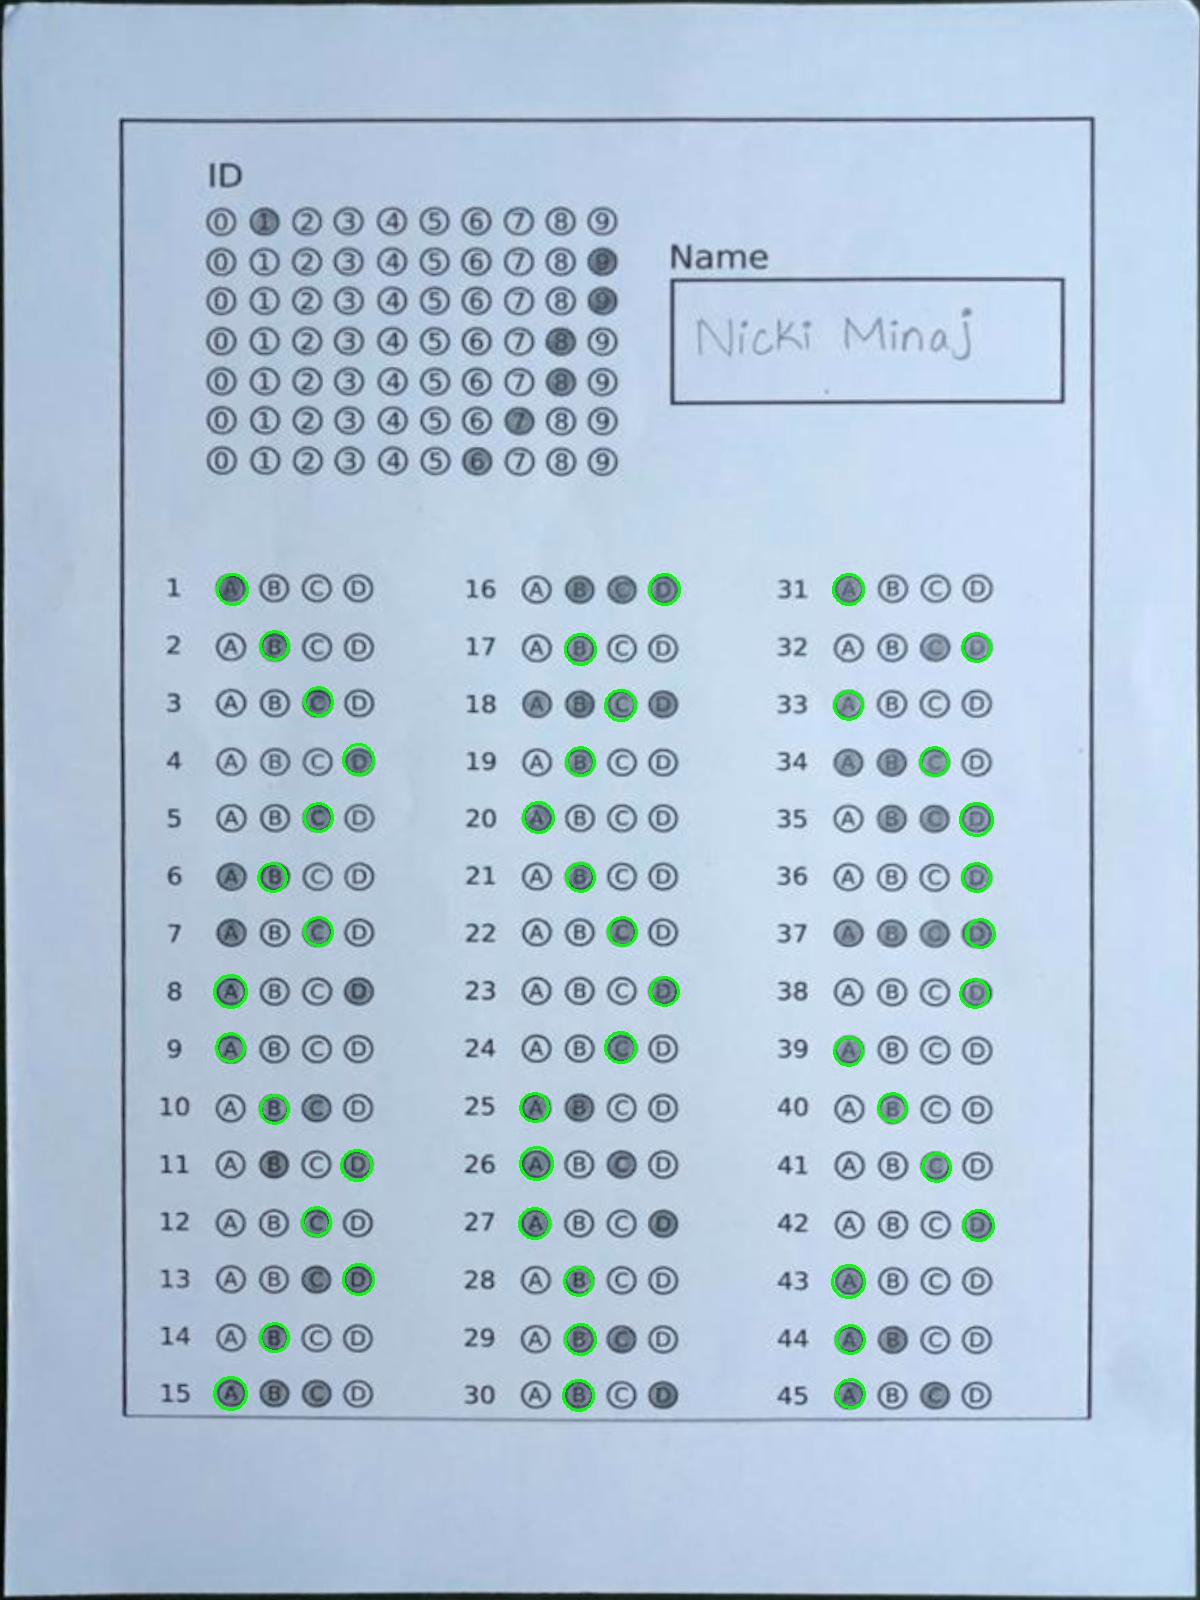 ID
0 1 2 3 4 5 6 7 8 9
0 1 2 3 4 5 6 7 8 9
0 1 2 3 4 5 6 7 8 9
0 1 2 3 4 5 6 7 8 9
0 1 2 3 4 5 6 7 8 9
0 1 2 3 4 5 6 7 8 9
0 1 2 3 4 5 6 7 8 9
Name
Nicki Minaj
1 A B C D
2 A B C D
3 A B C D
4 A B C D
5 A B C D
6 A B C D
7 A B C D
8 A B C D
9 A B C D
10 A B C D
11 A B C D
12 A B C D
13 A B C D
14 A B C D
15 A B C D
16 A B C D
17 A B C D
18 A B C D
19 A B C D
20 A B C D
21 A B C D
22 A B C D
23 A B C D
24 A B C D
25 A B C D
26 A B C D
27 A B C D
28 A B C D
29 A B C D
30 A B C D
31 A B C D
32 A B C D
33 A B C D
34 A B C D
35 A B C D
36 A B C D
37 A B C D
38 A B C D
39 A B C D
40 A B C D
41 A B C D
42 A B C D
43 A B C D
44 A B C D
45 A B C D